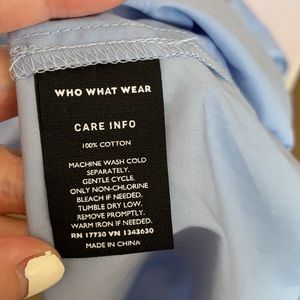 WHO WHAT WEAR
CARE INFO
100% COTTON
MACHINE WASH COLD
SEPARATELY.
GENTLE CYCLE.
ONLY NON-CHLORINE
BLEACH IF NEEDED.
TUMBLE DRY LOW.
REMOVE PROMPTLY.
WARM IRON IF NEEDED.
RN 17730 VN 1343630
MADE IN CHINA